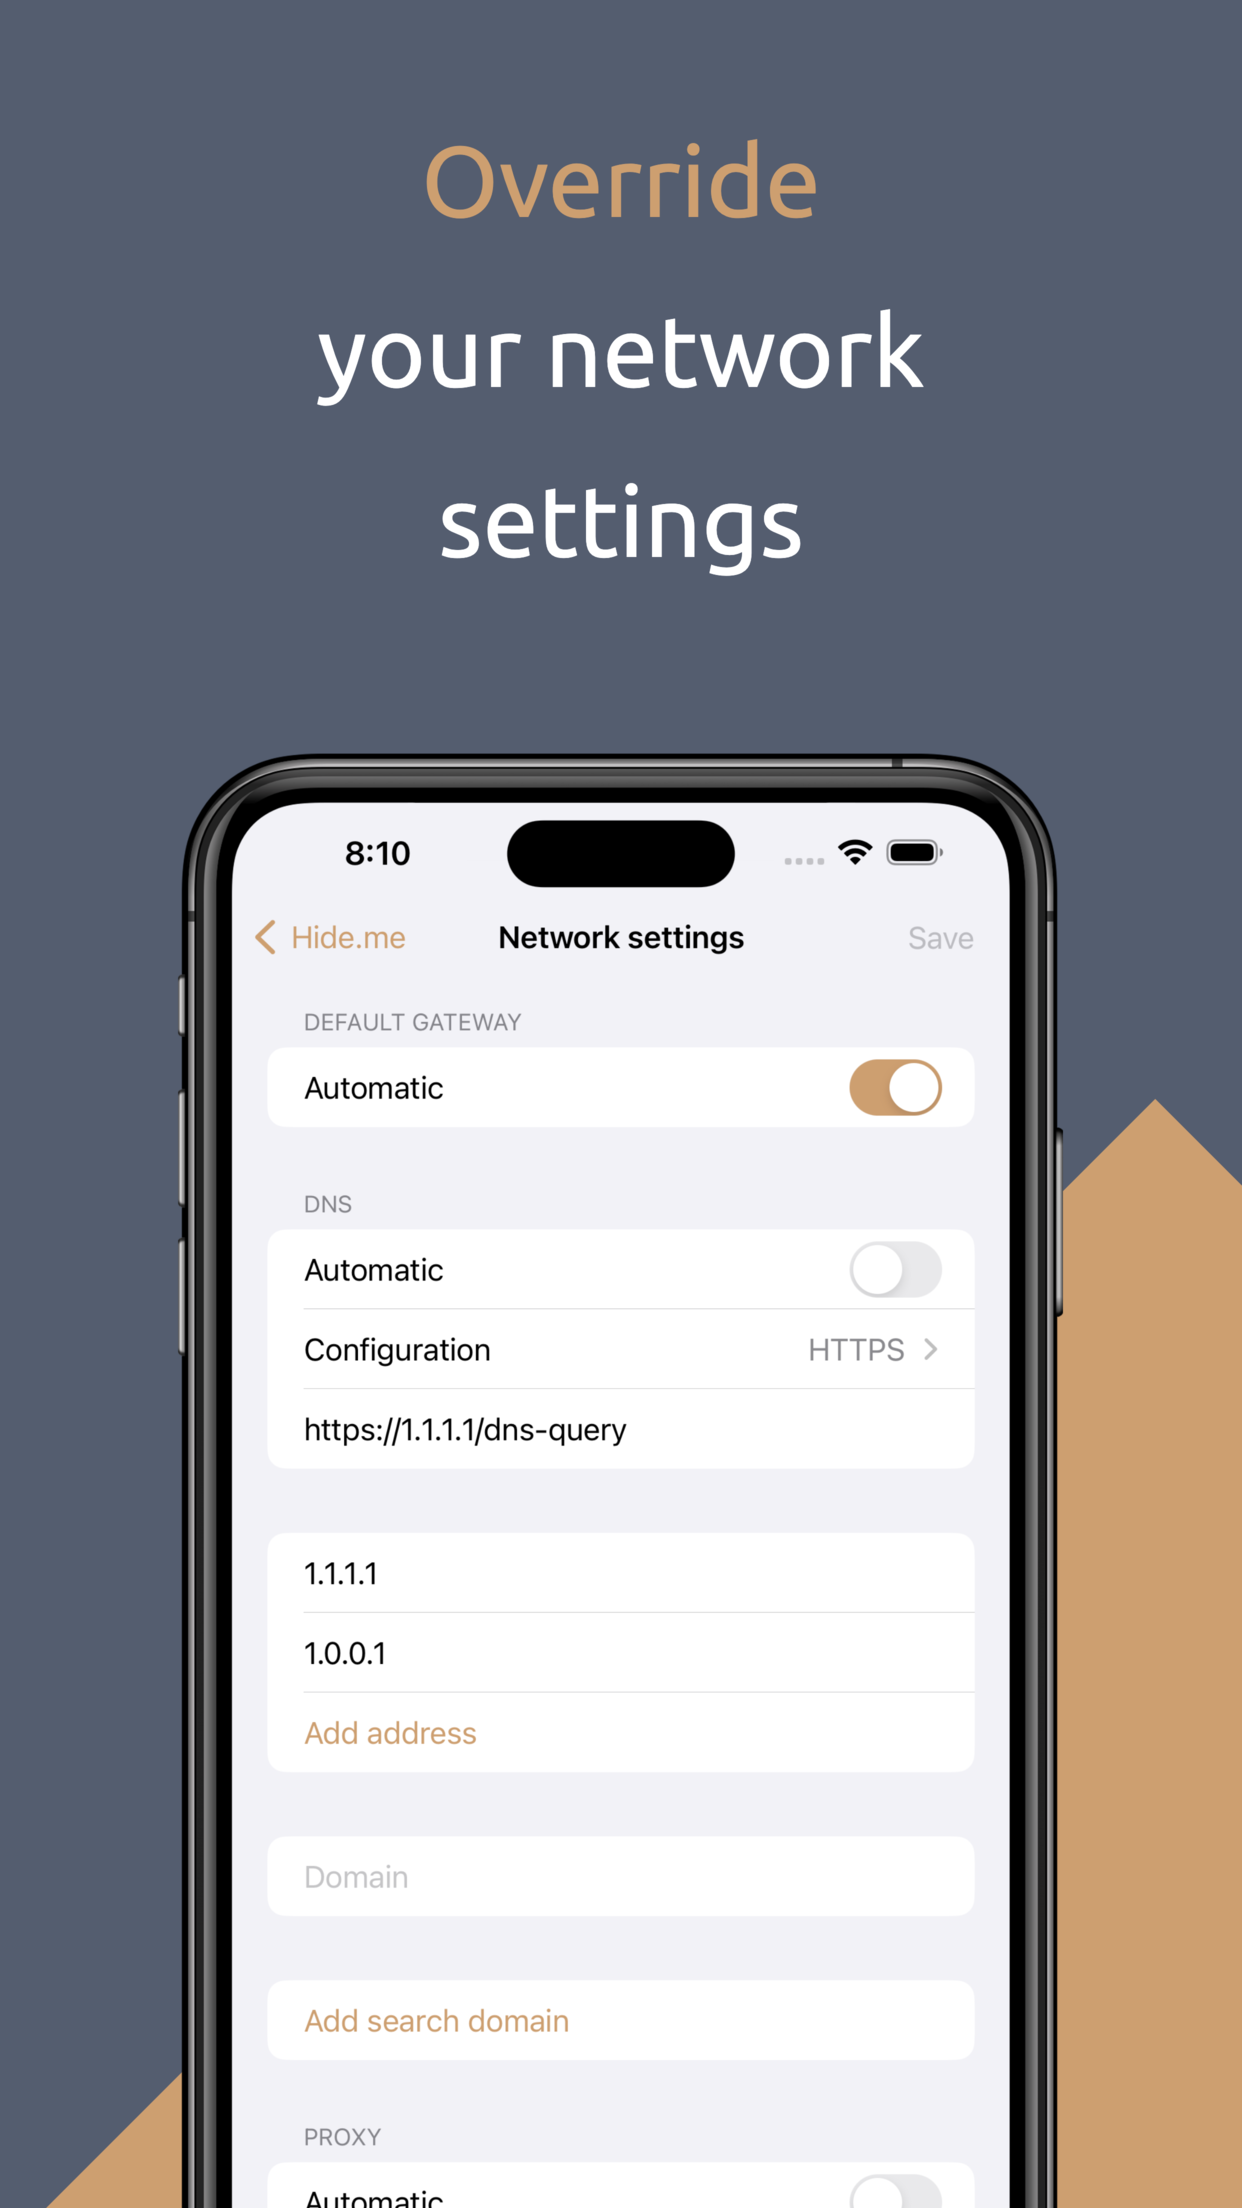 Override
your network
settings
8:10
Hide.me
Network settings
Save
DEFAULT GATEWAY
Automatic
DNS
Automatic
Configuration
HTTPS
https://1.1.1.1/dns-query
1.1.1.1
1.0.0.1
Add address
Domain
Add search domain
PROXY
Automatic